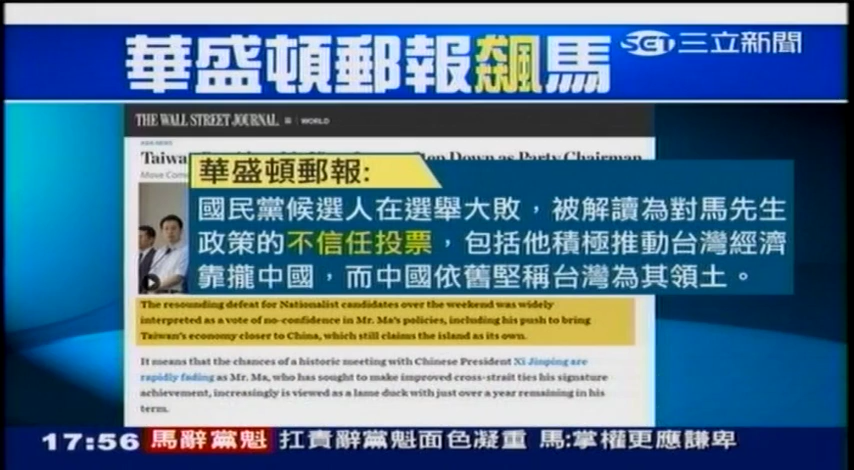 華盛頓郵報飆馬
SET三立新聞
THE WALL STREET JOURNAL ≡ WORLD
ASIA NEWS
Taiwa Step Down as Party Chairman
Move Com
華盛頓郵報:
國民黨候選人在選舉大敗，被解讀為對馬先生
政策的不信任投票，包括他積極推動台灣經濟
靠攏中國，而中國依舊堅稱台灣為其領土。
The resounding defeat for Nationalist candidates over the weekend was widely
interpreted as a vote of no-confidence in Mr. Ma's policies, including his push to bring
Taiwan's economy closer to China, which still claims the island as its own.
It means that the chances of a historic meeting with Chinese President Xi Jinping are
rapidly fading as Mr. Ma, who has sought to make improved cross-strait ties his signature
achievement, increasingly is viewed as a lame duck with just over a year remaining in his
term.
17:56 馬辭黨魁 扛責辭黨魁面色凝重 馬:掌權更應謙卑